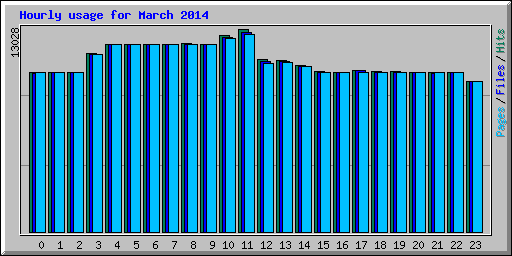 Hourly usage for March 2014
13028
Pages/Files/Hits
0 1 2 3 4 5 6 7 8 9 10 11 12 13 14 15 16 17 18 19 20 21 22 23